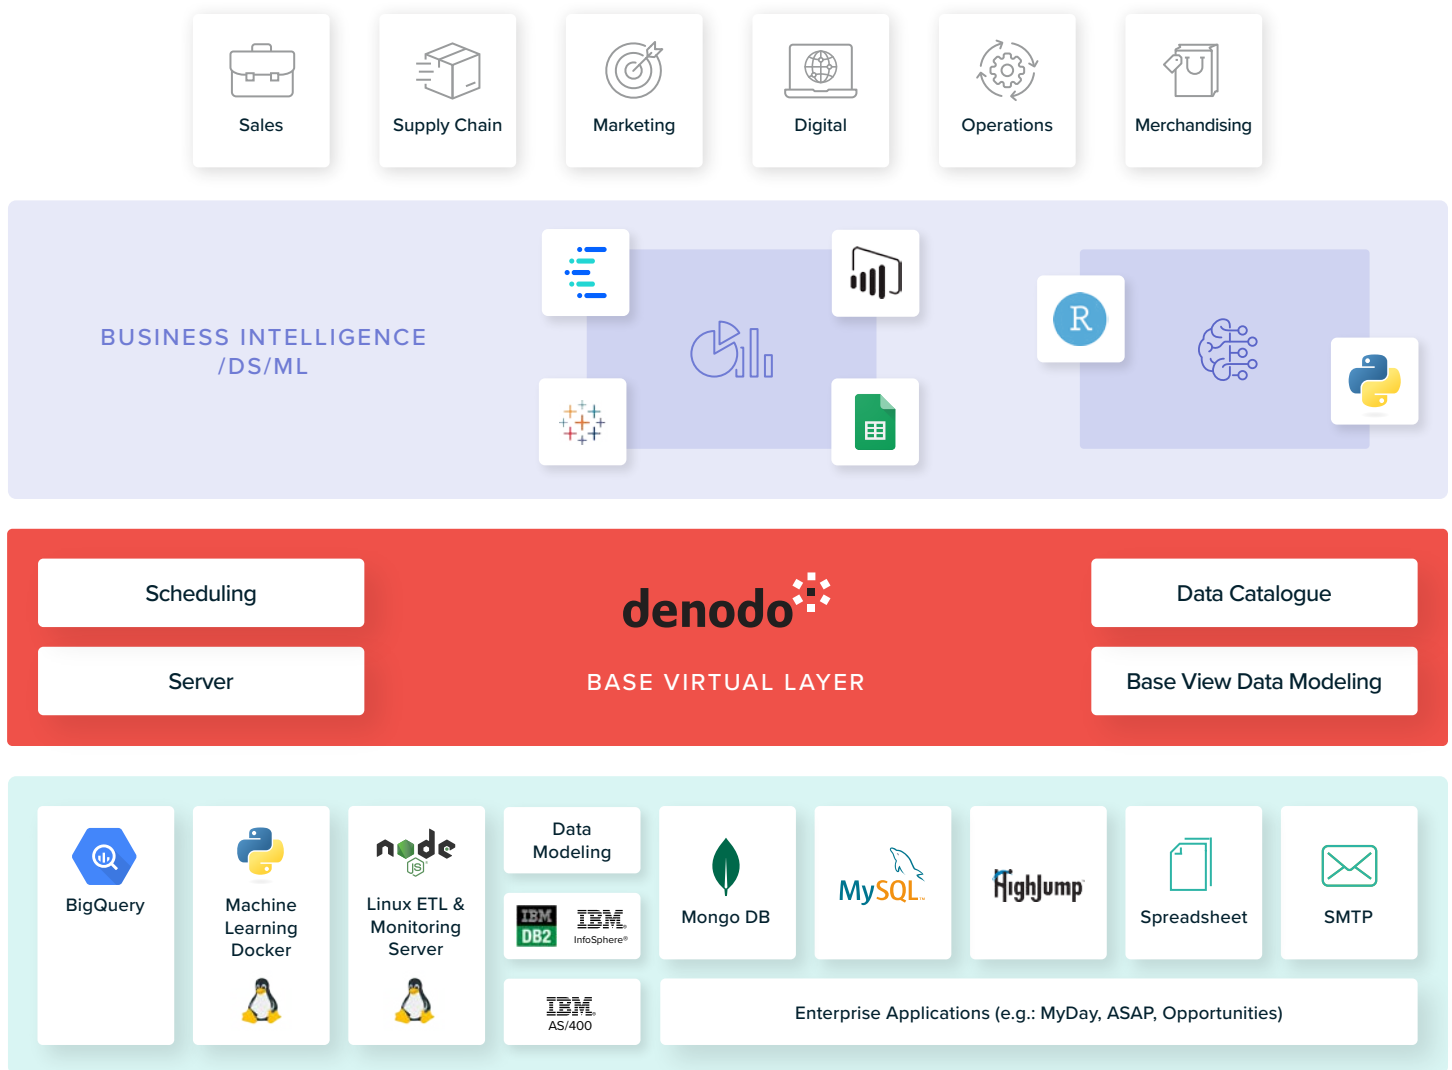 Sales
Supply Chain
Marketing
Digital
Operations
Merchandising
BUSINESS INTELLIGENCE
/DS/ML
R
Scheduling
Server
denodo
BASE VIRTUAL LAYER
Data Catalogue
Base View Data Modeling
BigQuery
Machine
Learning
Docker
node
JS
Linux ETL &
Monitoring
Server
Data
Modeling
IBM
DB2
IBM
InfoSphere®
IBM
AS/400
Mongo DB
MySQL™
HighJump™
Spreadsheet
SMTP
Enterprise Applications (e.g.: MyDay, ASAP, Opportunities)